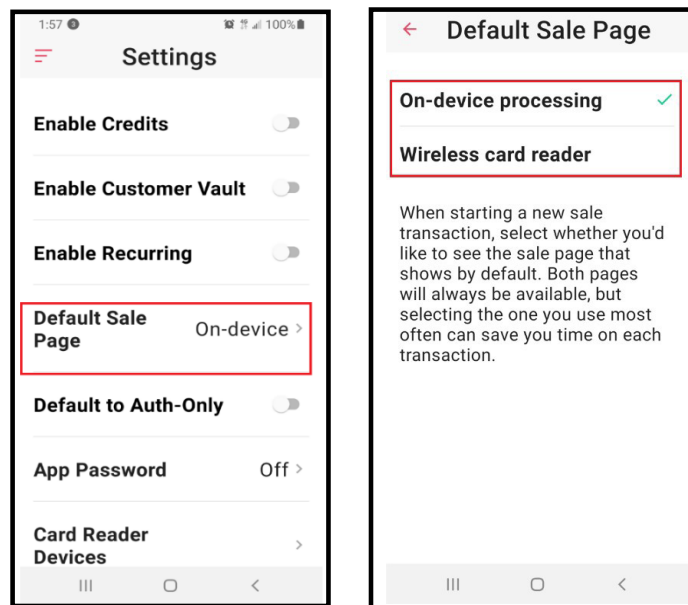 1:57 3 100%
Settings
Enable Credits
Enable Customer Vault
Enable Recurring
Default Sale
Page
On-device
Default to Auth-Only
App Password
Off
Card Reader
Devices
Default Sale Page
On-device processing
Wireless card reader
When starting a new sale
transaction, select whether you'd
like to see the sale page that
shows by default. Both pages
will always be available, but
selecting the one you use most
often can save you time on each
transaction.